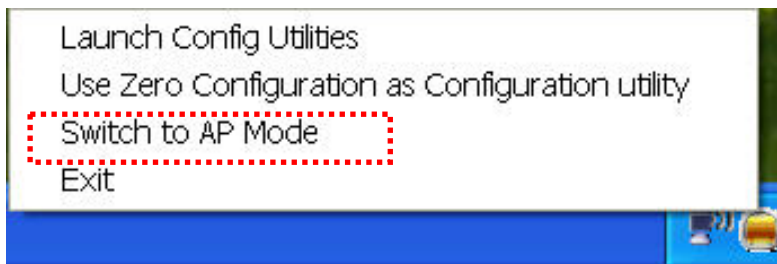 Launch Config Utilities
Use Zero Configuration as Configuration utility
Switch to AP Mode
Exit